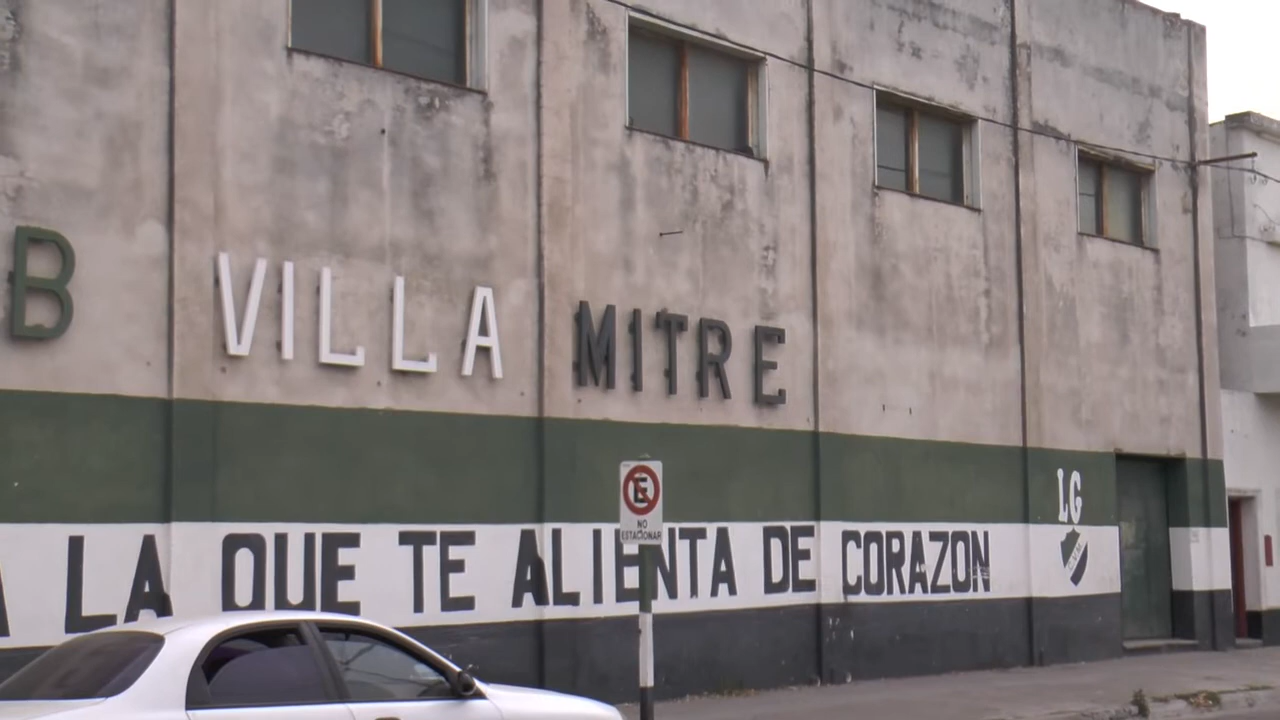 B VILLA MITRE
LG
E
NO
ESTACIONAR
LA QUE TE ALIENTA DE CORAZON